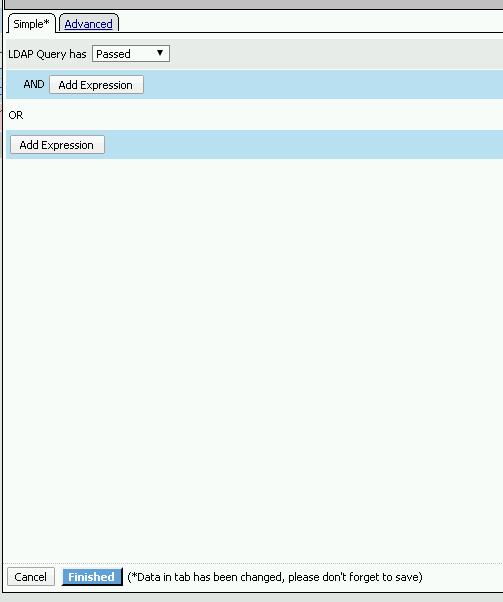 Simple* Advanced
LDAP Query has Passed
AND Add Expression
OR
Add Expression
Cancel Finished (*Data in tab has been changed, please don't forget to save)